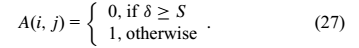 A(i, j) = { 0, if δ ≥ S
1, otherwise . (27)